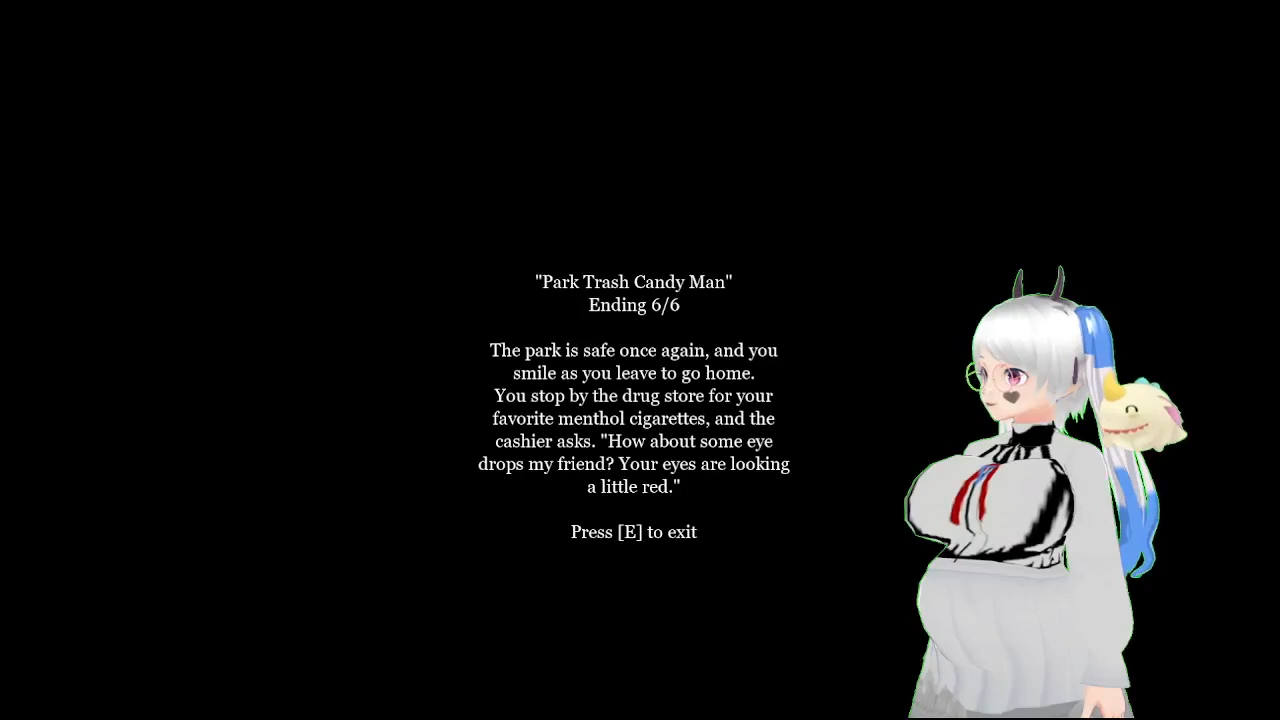 "Park Trash Candy Man"
Ending 6/6
The park is safe once again, and you
smile as you leave to go home.
You stop by the drug store for your
favorite menthol cigarettes, and the
cashier asks. "How about some eye
drops my friend? Your eyes are looking
a little red."
Press [E] to exit